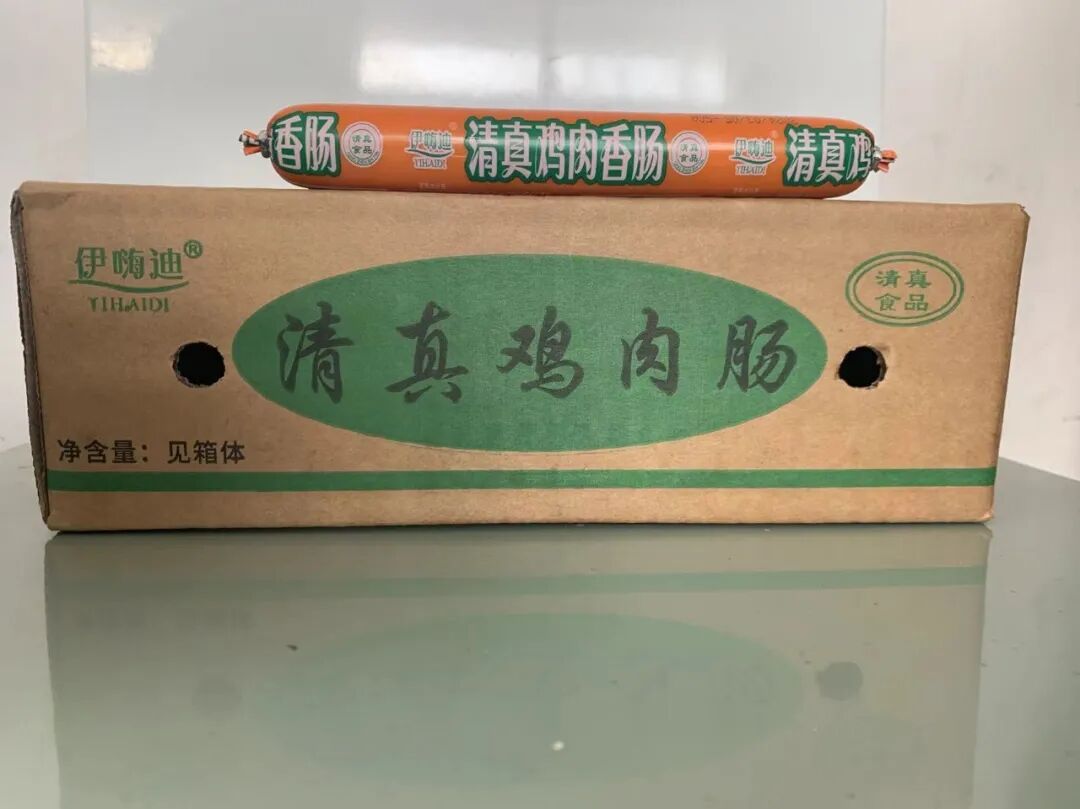 香肠
清真
食品
伊嗨迪
YIHAIDI
清真鸡肉香肠
清真
食品
伊嗨迪
YIHAIDI
清真鸡
伊嗨迪®
YIHAIDI
清真鸡肉肠
清真
食品
净含量：见箱体